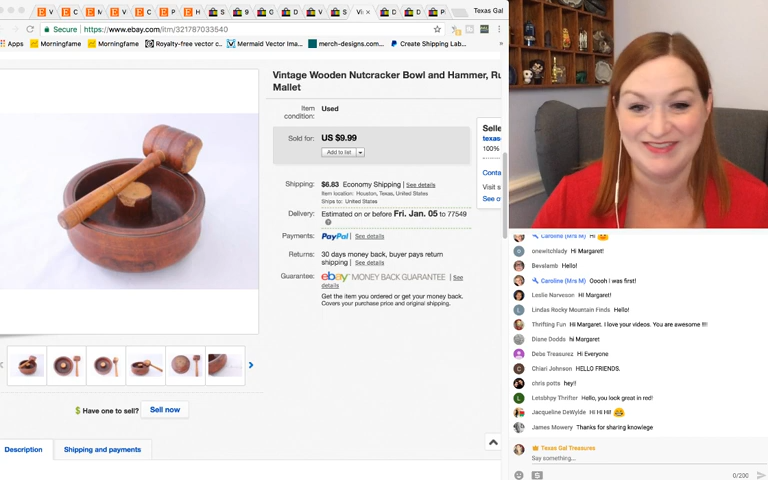 V C M V C P H S 9 G D V S Vi D D P Texas Gal
Secure https://www.ebay.com/itm/321787033540
Apps Morningfame Morningfame Royalty-free vector c... Mermaid Vector Ima... merch-designs.com... Create Shipping Lab...
Vintage Wooden Nutcracker Bowl and Hammer, Ru
Mallet
Item condition: Used
Sold for: US $9.99
Add to list
Selle
texas
100%
Conta
Visit s
See o
Shipping: $6.83 Economy Shipping | See details
Item location: Houston, Texas, United States
Ships to: United States
Delivery: Estimated on or before Fri. Jan. 05 to 77549
Payments: PayPal | See details
Returns: 30 days money back, buyer pays return
shipping | See details
Guarantee: ebay MONEY BACK GUARANTEE | See
details
Get the item you ordered or get your money back.
Covers your purchase price and original shipping.
$ Have one to sell? Sell now
Description Shipping and payments
Caroline (Mrs M) Hi
onewitchlady Hi Margaret!
Bevalamb Hello!
Caroline (Mrs M) Ooooh I was first!
Leslie Narveson Hi Margaret!
Lindas Rocky Mountain Finds Hello!
Thrifting Fun Hi Margaret. I love your videos. You are awesome !!!!
Diane Dodds hi Margaret
Debs Treasurez Hi Everyone
Chiari Johnson HELLO FRIENDS.
chris potts hey!!
Letsbhpy Thrifter Hello, you look great in red!
Jacqueline DeWylde HI HI HI!
James Mowery Thanks for sharing knowlege
Texas Gal Treasures
Say something...
0/200